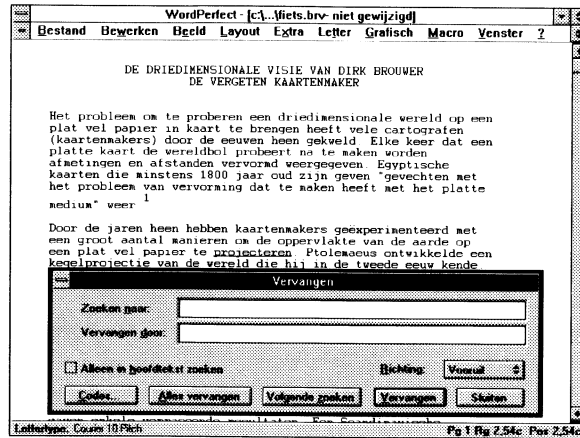 WordPerfect - [c:\...\fiets.brv- niet gewijzigd]
Bestand Bewerken Beeld Layout Extra Letter Grafisch Macro Venster ?
DE DRIEDIMENSIONALE VISIE VAN DIRK BROUWER
DE VERGETEN KAARTENMAKER
Het probleem om te proberen een driedimensionale wereld op een
plat vel papier in kaart te brengen heeft vele cartografen
(kaartenmakers) door de eeuwen heen gekweld. Elke keer dat een
platte kaart de wereldbol probeert na te maken worden
afmetingen en afstanden vervormd weergegeven. Egyptische
kaarten die minstens 1800 jaar oud zijn geven "gevechten met
het probleem van vervorming dat te maken heeft met het platte
medium" weer 1
Door de jaren heen hebben kaartenmakers geëxperimenteerd met
een groot aantal manieren om de oppervlakte van de aarde op
een plat vel papier te projecteren. Ptolemaeus ontwikkelde een
kegelprojectie van de wereld die hij in de tweede eeuw kende.
Vervangen
Zoeken naar:
Vervangen door:
Alleen in hoofdtekst zoeken
Richting: Vooruit
Codes... Alles vervangen Volgende zoeken Vervangen Sluiten
Lettertype: Courier 10 Pitch
Pg 1 Rg 2,54c Pos 2,54